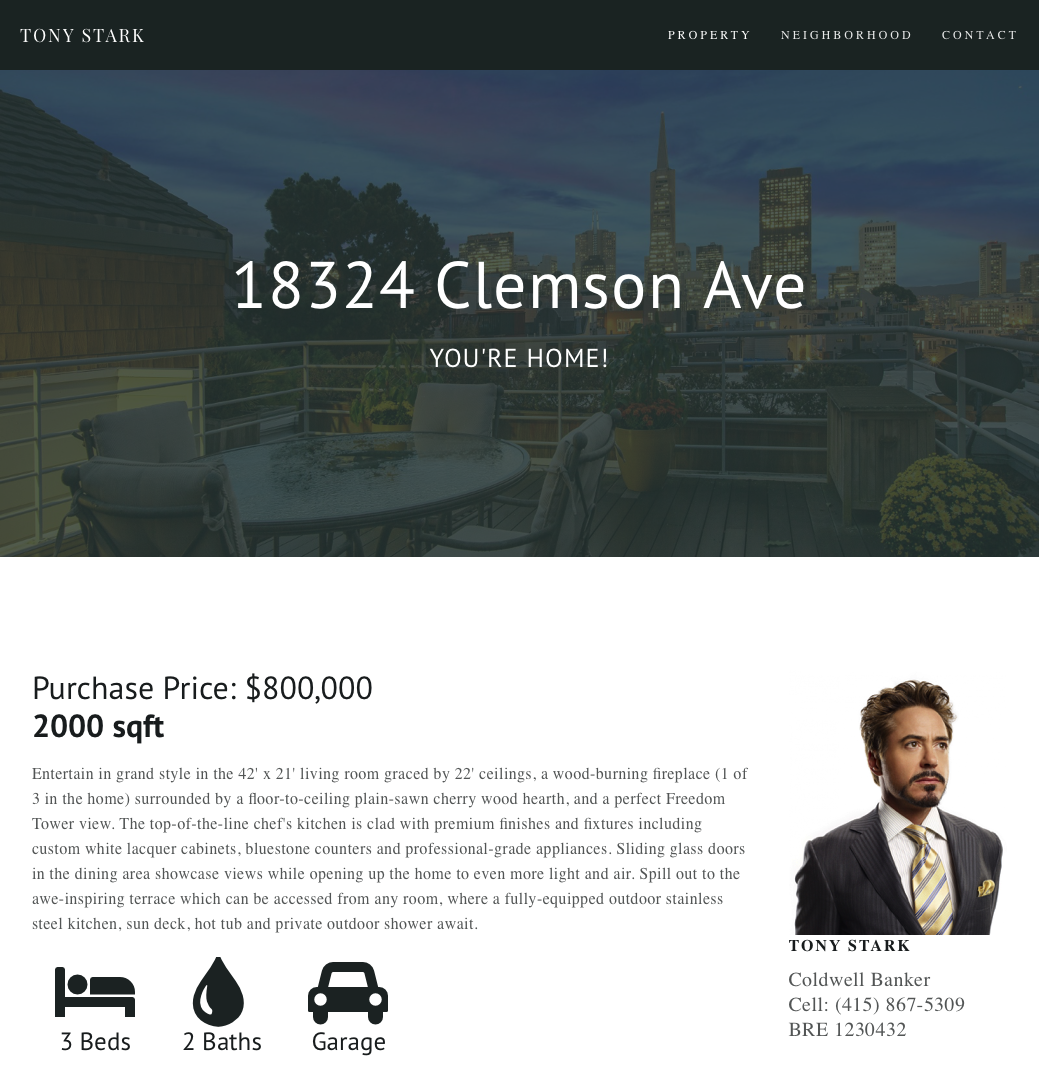 TONY STARK
PROPERTY NEIGHBORHOOD CONTACT
18324 Clemson Ave
YOU'RE HOME!
Purchase Price: $800,000
2000 sqft
Entertain in grand style in the 42' x 21' living room graced by 22' ceilings, a wood-burning fireplace (1 of
3 in the home) surrounded by a floor-to-ceiling plain-sawn cherry wood hearth, and a perfect Freedom
Tower view. The top-of-the-line chef's kitchen is clad with premium finishes and fixtures including
custom white lacquer cabinets, bluestone counters and professional-grade appliances. Sliding glass doors
in the dining area showcase views while opening up the home to even more light and air. Spill out to the
awe-inspiring terrace which can be accessed from any room, where a fully-equipped outdoor stainless
steel kitchen, sun deck, hot tub and private outdoor shower await.
3 Beds
2 Baths
Garage
TONY STARK
Coldwell Banker
Cell: (415) 867-5309
BRE 1230432